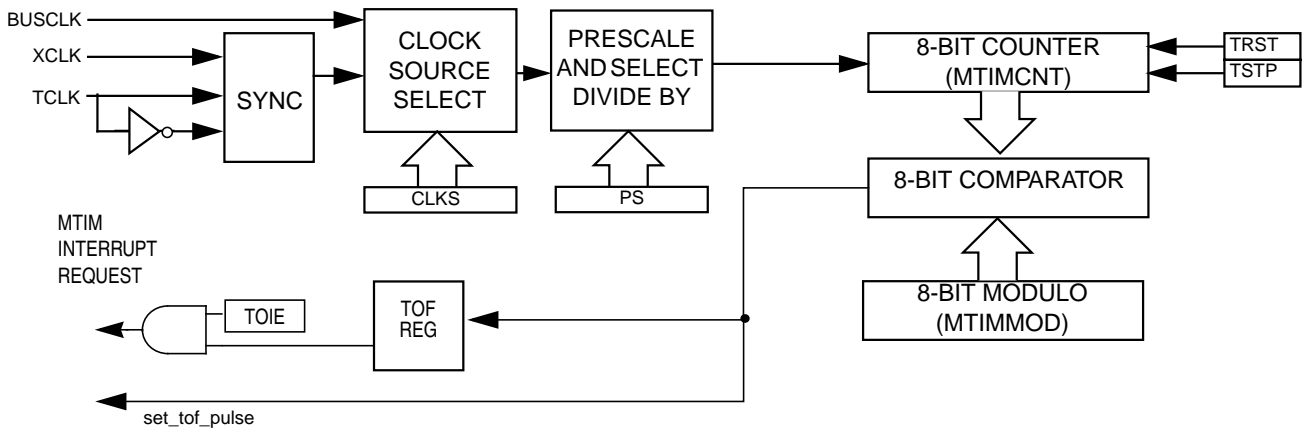 BUSCLK
XCLK
TCLK
SYNC
CLOCK
SOURCE
SELECT
CLKS
PRESCALE
AND SELECT
DIVIDE BY
PS
8-BIT COUNTER
(MTIMCNT)
TRST
TSTP
8-BIT COMPARATOR
8-BIT MODULO
(MTIMMOD)
MTIM
INTERRUPT
REQUEST
TOIE
TOF
REG
set_tof_pulse